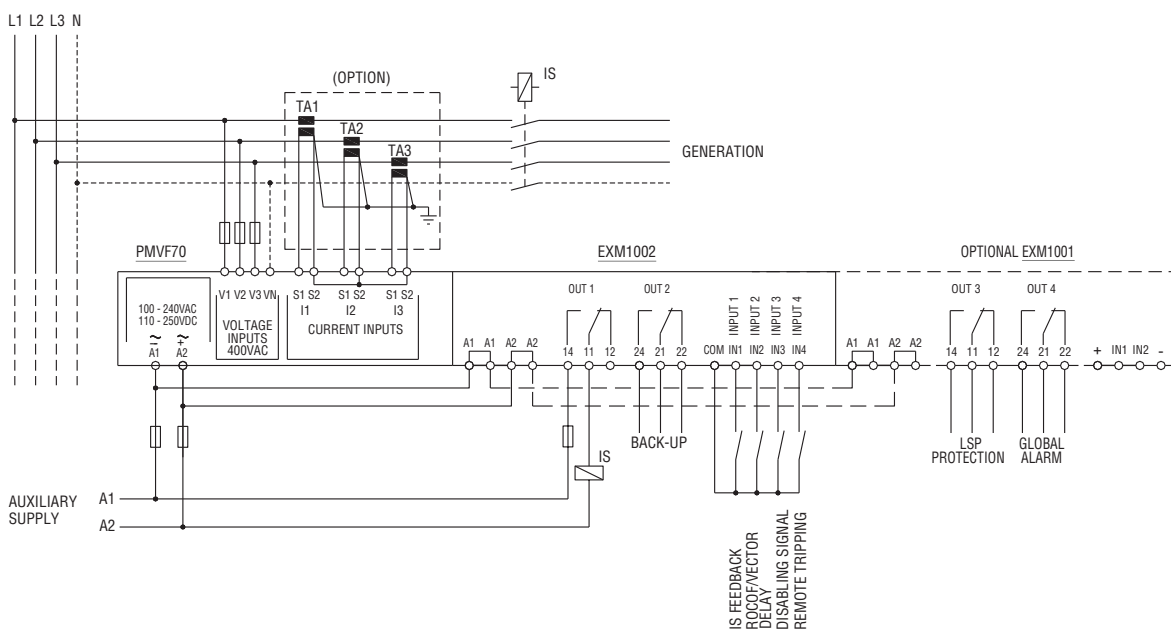 L1 L2 L3 N
(OPTION)
IS
TA1
TA2
TA3
GENERATION
PMVF70
EXM1002
OPTIONAL EXM1001
100 - 240VAC
110 - 250VDC
~
–
A1
~
+
A2
V1 V2 V3 VN
VOLTAGE
INPUTS
400VAC
S1 S2
I1
S1 S2
I2
S1 S2
I3
CURRENT INPUTS
A1 A1 A2 A2
OUT 1
14 11 12
OUT 2
24 21 22
INPUT 1
INPUT 2
INPUT 3
INPUT 4
COM IN1 IN2 IN3 IN4
A1 A1 A2 A2
OUT 3
14 11 12
OUT 4
24 21 22
+ IN1 IN2 -
BACK-UP
LSP
PROTECTION
GLOBAL
ALARM
IS
AUXILIARY
SUPPLY
A1
A2
IS FEEDBACK
ROCOF/VECTOR
DELAY
DISABLING SIGNAL
REMOTE TRIPPING